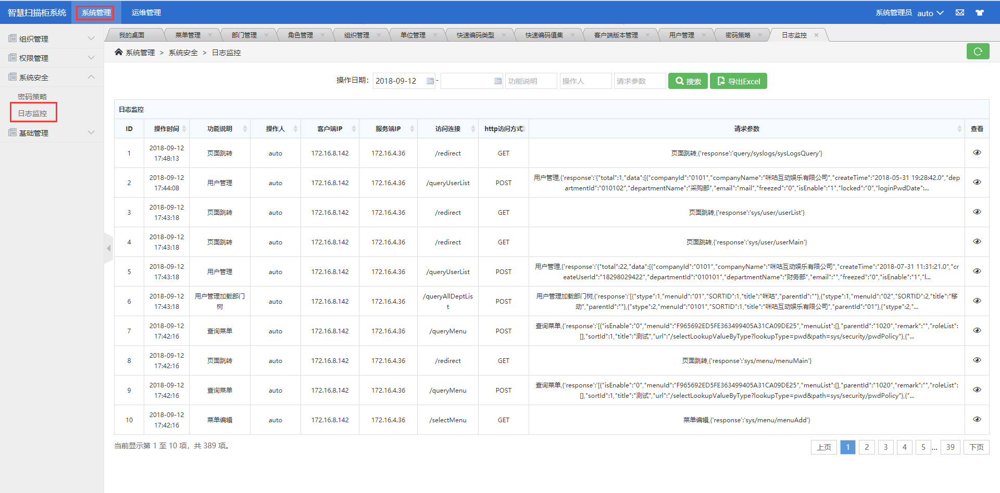 智慧扫描柜系统 系统管理 运维管理 系统管理员 auto
组织管理
权限管理
系统安全
密码策略
日志监控
基础管理
我的桌面 菜单管理 × 部门管理 × 角色管理 × 组织管理 × 单位管理 × 快速编码类型 × 快速编码值集 × 客户端版本管理 × 用户管理 × 密码策略 × 日志监控 ×
系统管理 > 系统安全 > 日志监控
操作日期: 2018-09-12 - 功能说明 操作人 请求参数 搜索 导出Excel
日志监控
ID 操作时间 功能说明 操作人 客户端IP 服务端IP 访问连接 http访问方式 请求参数 查看
1 2018-09-12 17:48:13 页面跳转 auto 172.16.8.142 172.16.4.36 /redirect GET 页面跳转,{'response':'query/syslogs/sysLogsQuery'}
2 2018-09-12 17:44:08 用户管理 auto 172.16.8.142 172.16.4.36 /queryUserList POST 用户管理,{'response':'{"total":1,"data":[{"companyId":"0101","companyName":"咪咕互动娱乐有限公司","createTime":"2018-05-31 19:28:42.0","dep
artmentId":"010102","departmentName":"采购部","email":"mail","freezed":"0","isEnable":"1","locked":"0","loginPwdDate":...
3 2018-09-12 17:43:18 页面跳转 auto 172.16.8.142 172.16.4.36 /redirect GET 页面跳转,{'response':'sys/user/userList'}
4 2018-09-12 17:43:18 页面跳转 auto 172.16.8.142 172.16.4.36 /redirect GET 页面跳转,{'response':'sys/user/userMain'}
5 2018-09-12 17:43:18 用户管理 auto 172.16.8.142 172.16.4.36 /queryUserList POST 用户管理,{'response':'{"total":22,"data":[{"companyId":"0101","companyName":"咪咕互动娱乐有限公司","createTime":"2018-07-31 11:31:21.0","cr
eateUserId":"18298029422","departmentId":"010101","departmentName":"财务部","email":"","freezed":"0","isEnable":"1","l...
6 2018-09-12 17:43:18 用户管理加载部门树 auto 172.16.8.142 172.16.4.36 /queryAllDeptList POST 用户管理加载部门树,{'response':'[{"stype":1,"menuId":"01","SORTID":1,"title":"咪咕","parentId":""},{"stype":1,"menuId":"02","SORTID":2,"title":"移
动","parentId":""},{"stype":2,"menuId":"0101","SORTID":1,"title":"咪咕互动娱乐有限公司","parentId":"01"},{"stype":2,"...
7 2018-09-12 17:42:16 查询菜单 auto 172.16.8.142 172.16.4.36 /queryMenu POST 查询菜单,{'response':'[{"isEnable":"0","menuId":"F965692ED5FE363499405A31CA09DE25","menuList":[],"parentId":"1020","remark":"","roleList":
[],"sortId":1,"title":"测试","url":"/selectLookupValueByType?lookupType=pwd&path=sys/security/pwdPolicy"},{"...
8 2018-09-12 17:42:16 页面跳转 auto 172.16.8.142 172.16.4.36 /redirect GET 页面跳转,{'response':'sys/menu/menuMain'}
9 2018-09-12 17:42:16 查询菜单 auto 172.16.8.142 172.16.4.36 /queryMenu POST 查询菜单,{'response':'[{"isEnable":"0","menuId":"F965692ED5FE363499405A31CA09DE25","menuList":[],"parentId":"1020","remark":"","roleList":
[],"sortId":1,"title":"测试","url":"/selectLookupValueByType?lookupType=pwd&path=sys/security/pwdPolicy"},{"...
10 2018-09-12 17:42:16 菜单编辑 auto 172.16.8.142 172.16.4.36 /selectMenu GET 菜单编辑,{'response':'sys/menu/menuAdd'}
当前显示第 1 至 10 项，共 389 项。 上页 1 2 3 4 5 ... 39 下页